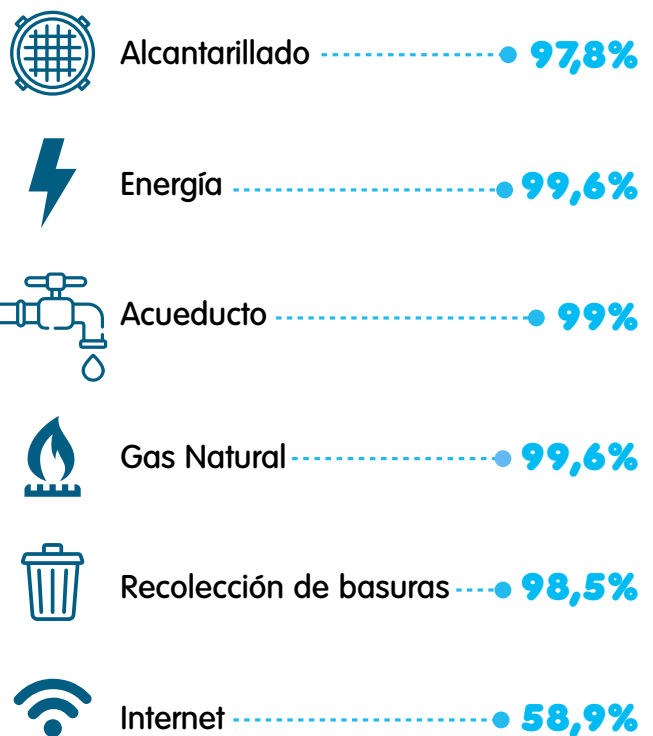 Alcantarillado 97,8%
Energía 99,6%
Acueducto 99%
Gas Natural 99,6%
Recolección de basuras 98,5%
Internet 58,9%